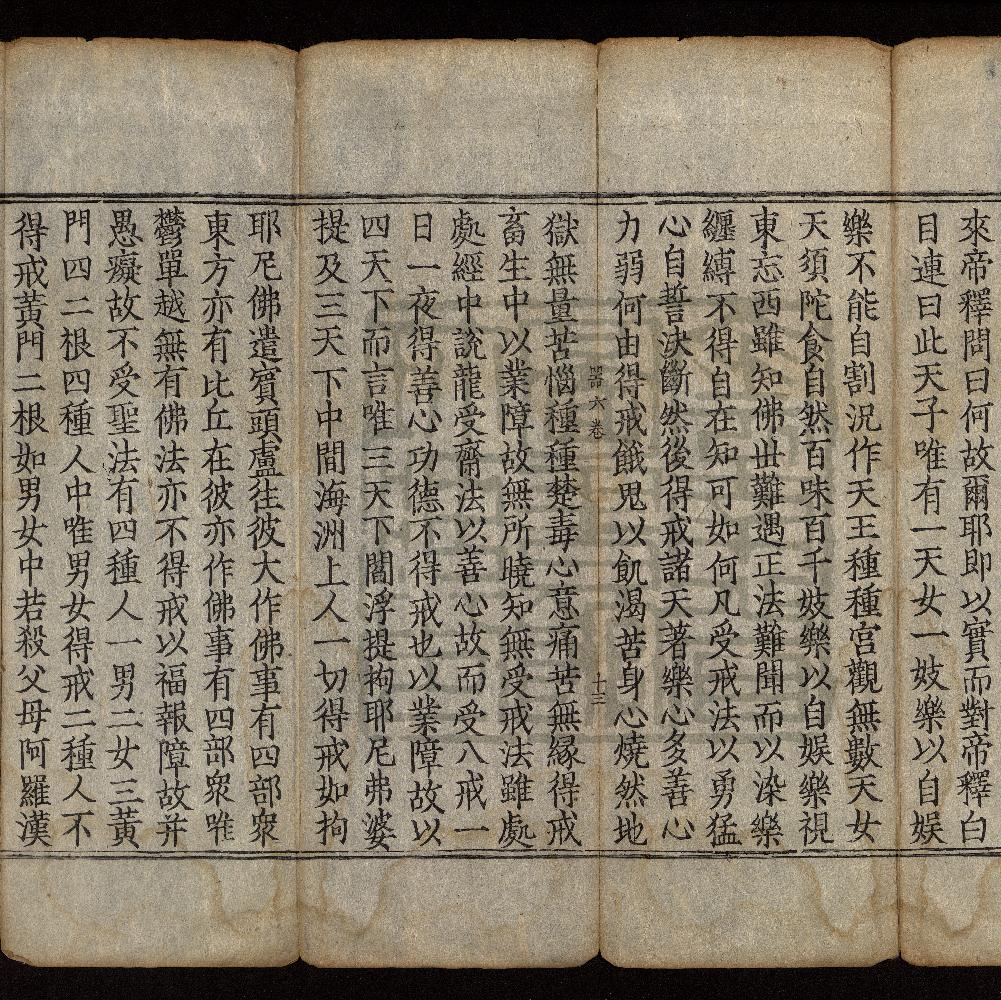 來帝釋問曰何故爾耶即以實而對帝釋白
目連曰此天子唯有一天女一妓樂以自娛
樂不能自割況作天王種種宮觀無數天女
天須陀食自然百味百千妓樂以自娛樂視
東忘西雖知佛世難遇正法難聞而以染樂
纏縛不得自在知可如何凡受戒法以勇猛
心自誓決斷然後得戒諸天著樂心多善心
力弱何由得戒餓鬼以飢渴苦身心燒然地
器六卷 十三
獄無量苦惱種種楚毒心意痛苦無緣得戒
畜生中以業障故無所曉知無受戒法雖處
處經中說龍受齋法以善心故而受八戒一
日一夜得善心功德不得戒也以業障故以
四天下而言唯三天下閻浮提拘耶尼弗婆
提及三天下中間海洲上人一切得戒如拘
耶尼佛遣賓頭盧往彼大作佛事有四部眾
東方亦有比丘在彼亦作佛事有四部眾唯
鬱單越無有佛法亦不得戒以福報障故并
愚癡故不受聖法有四種人一男二女三黃
門四二根四種人中唯男女得戒二種人不
得戒黃門二根如男女中若殺父母阿羅漢